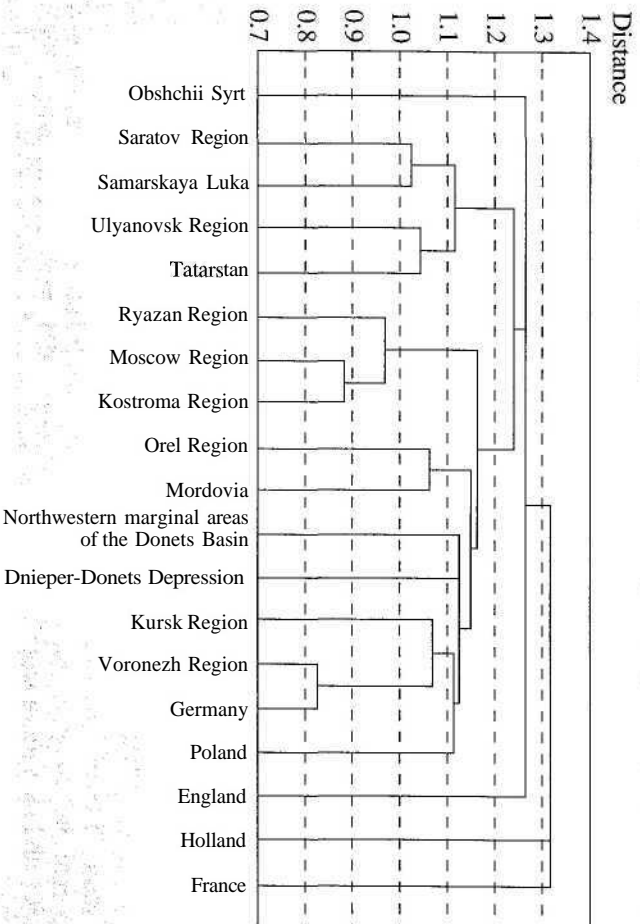 Distance
0.7
0.8
0.9
1.0
1.1
1.2
1.3
1.4
Obshchii Syrt
Saratov Region
Samarskaya Luka
Ulyanovsk Region
Tatarstan
Ryazan Region
Moscow Region
Kostroma Region
Orel Region
Mordovia
Northwestern marginal areas
of the Donets Basin
Dnieper-Donets Depression
Kursk Region
Voronezh Region
Germany
Poland
England
Holland
France